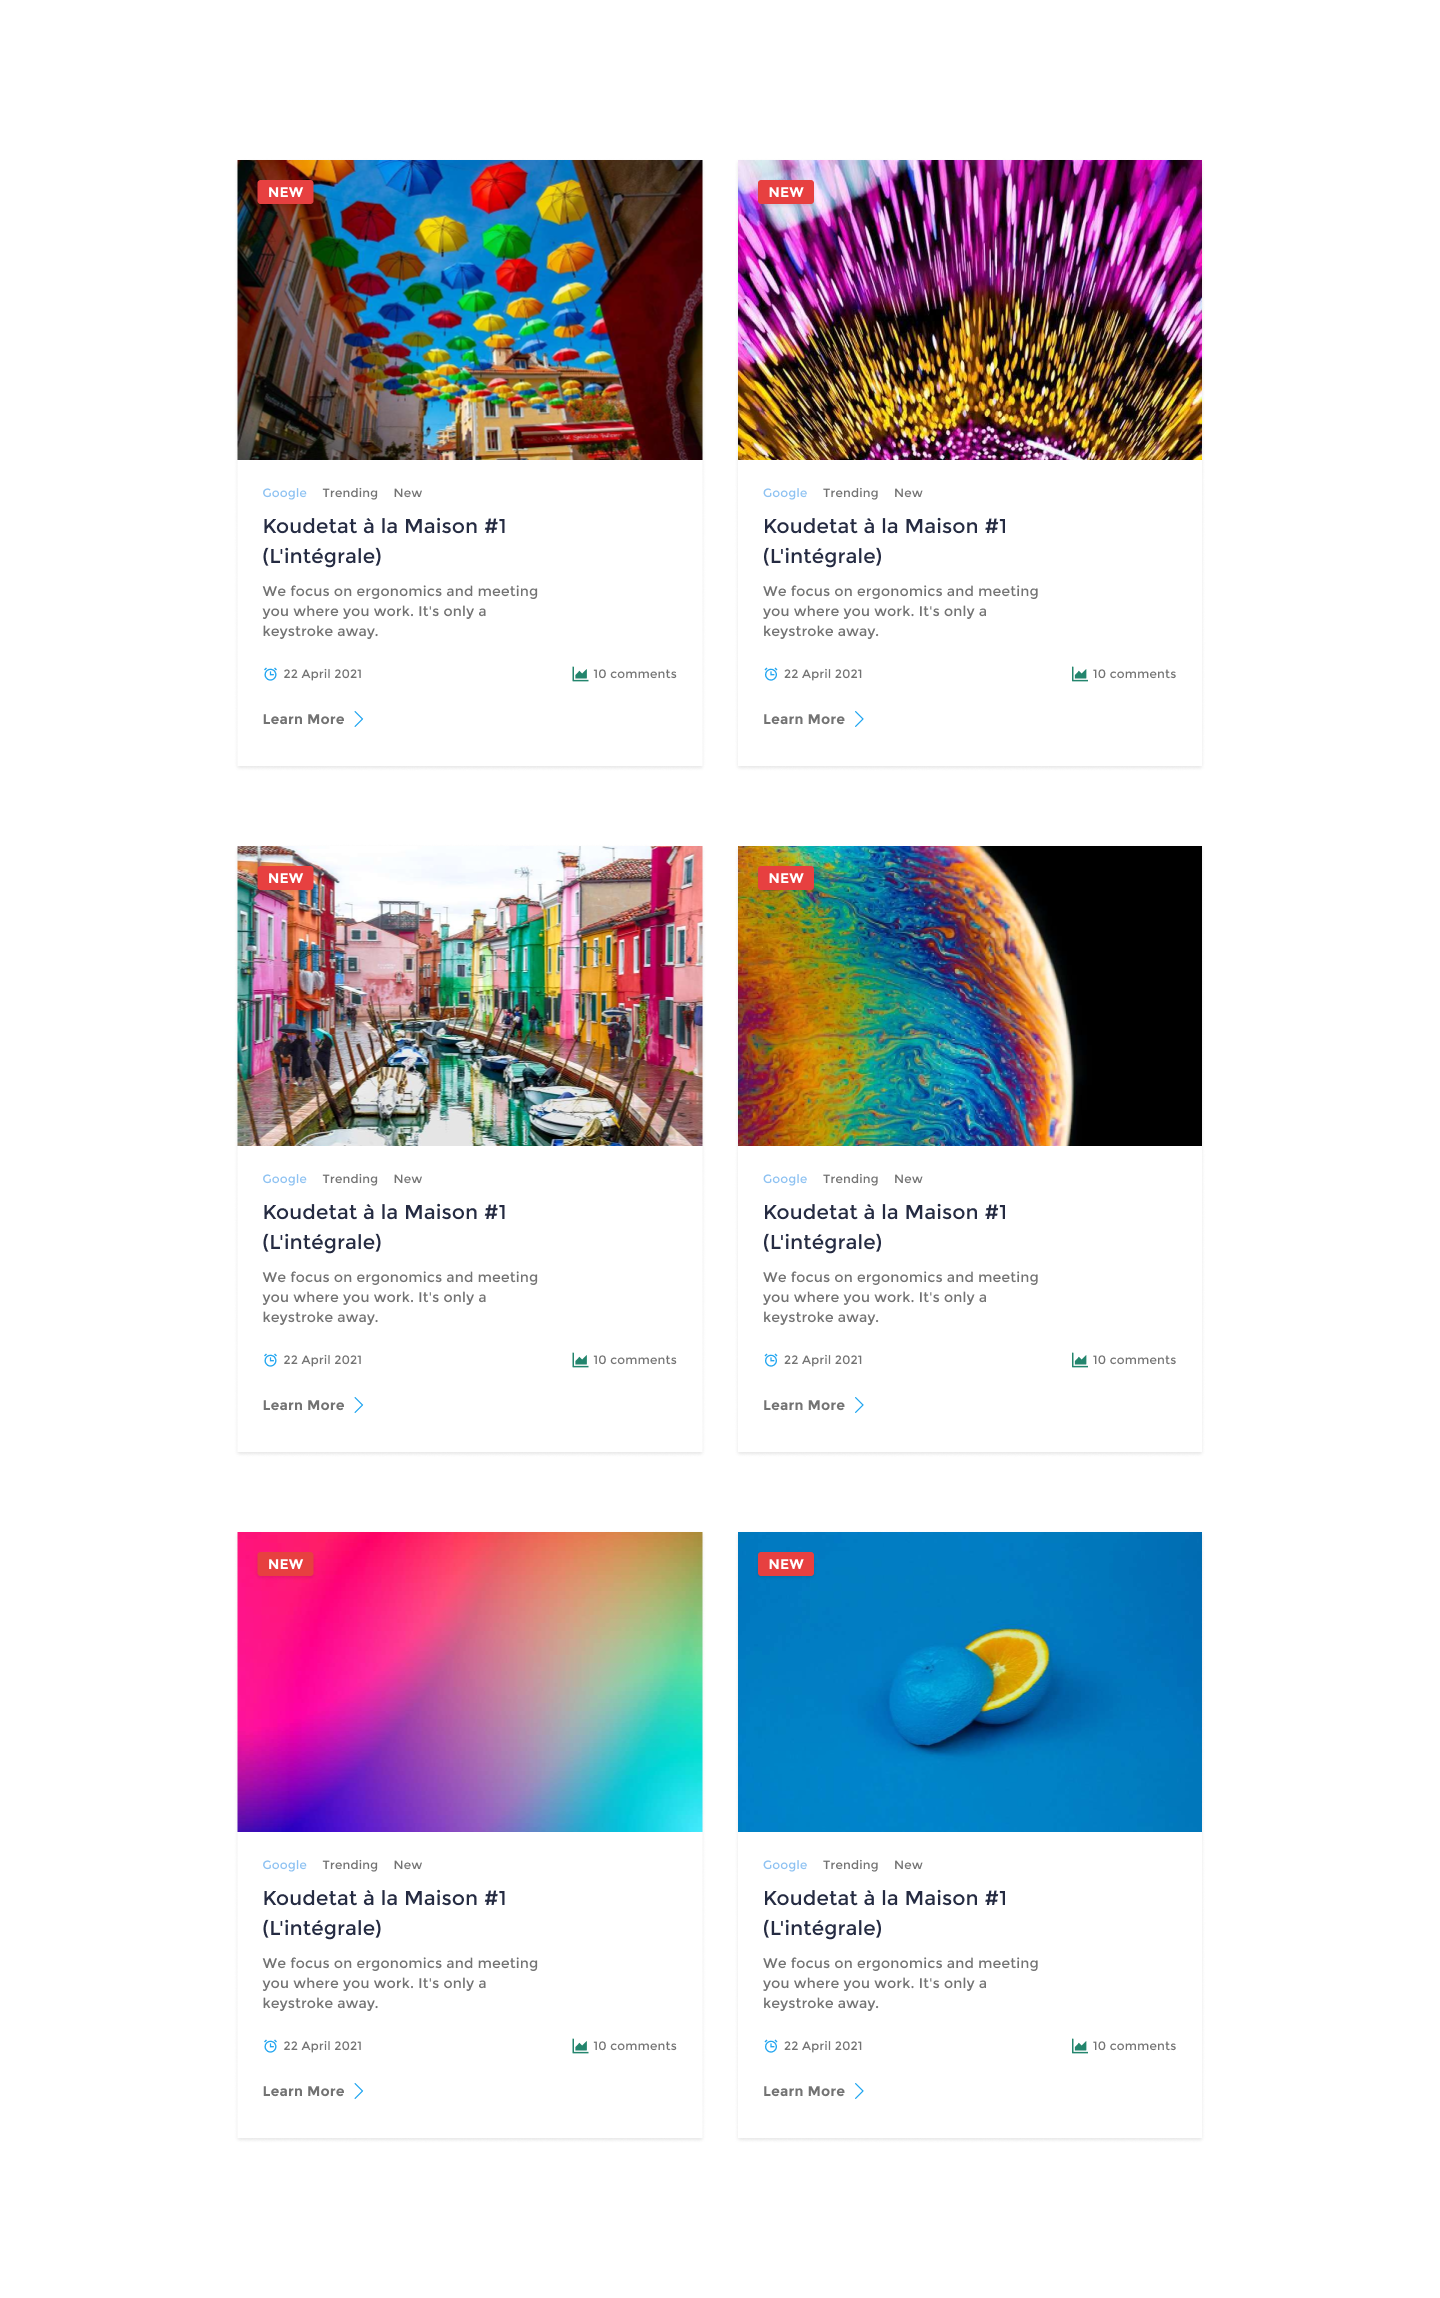 NEW
Google Trending New
Koudetat à la Maison #1
(L'intégrale)
We focus on ergonomics and meeting
you where you work. It's only a
keystroke away.
22 April 2021 10 comments
Learn More
NEW
Google Trending New
Koudetat à la Maison #1
(L'intégrale)
We focus on ergonomics and meeting
you where you work. It's only a
keystroke away.
22 April 2021 10 comments
Learn More
NEW
Google Trending New
Koudetat à la Maison #1
(L'intégrale)
We focus on ergonomics and meeting
you where you work. It's only a
keystroke away.
22 April 2021 10 comments
Learn More
NEW
Google Trending New
Koudetat à la Maison #1
(L'intégrale)
We focus on ergonomics and meeting
you where you work. It's only a
keystroke away.
22 April 2021 10 comments
Learn More
NEW
Google Trending New
Koudetat à la Maison #1
(L'intégrale)
We focus on ergonomics and meeting
you where you work. It's only a
keystroke away.
22 April 2021 10 comments
Learn More
NEW
Google Trending New
Koudetat à la Maison #1
(L'intégrale)
We focus on ergonomics and meeting
you where you work. It's only a
keystroke away.
22 April 2021 10 comments
Learn More